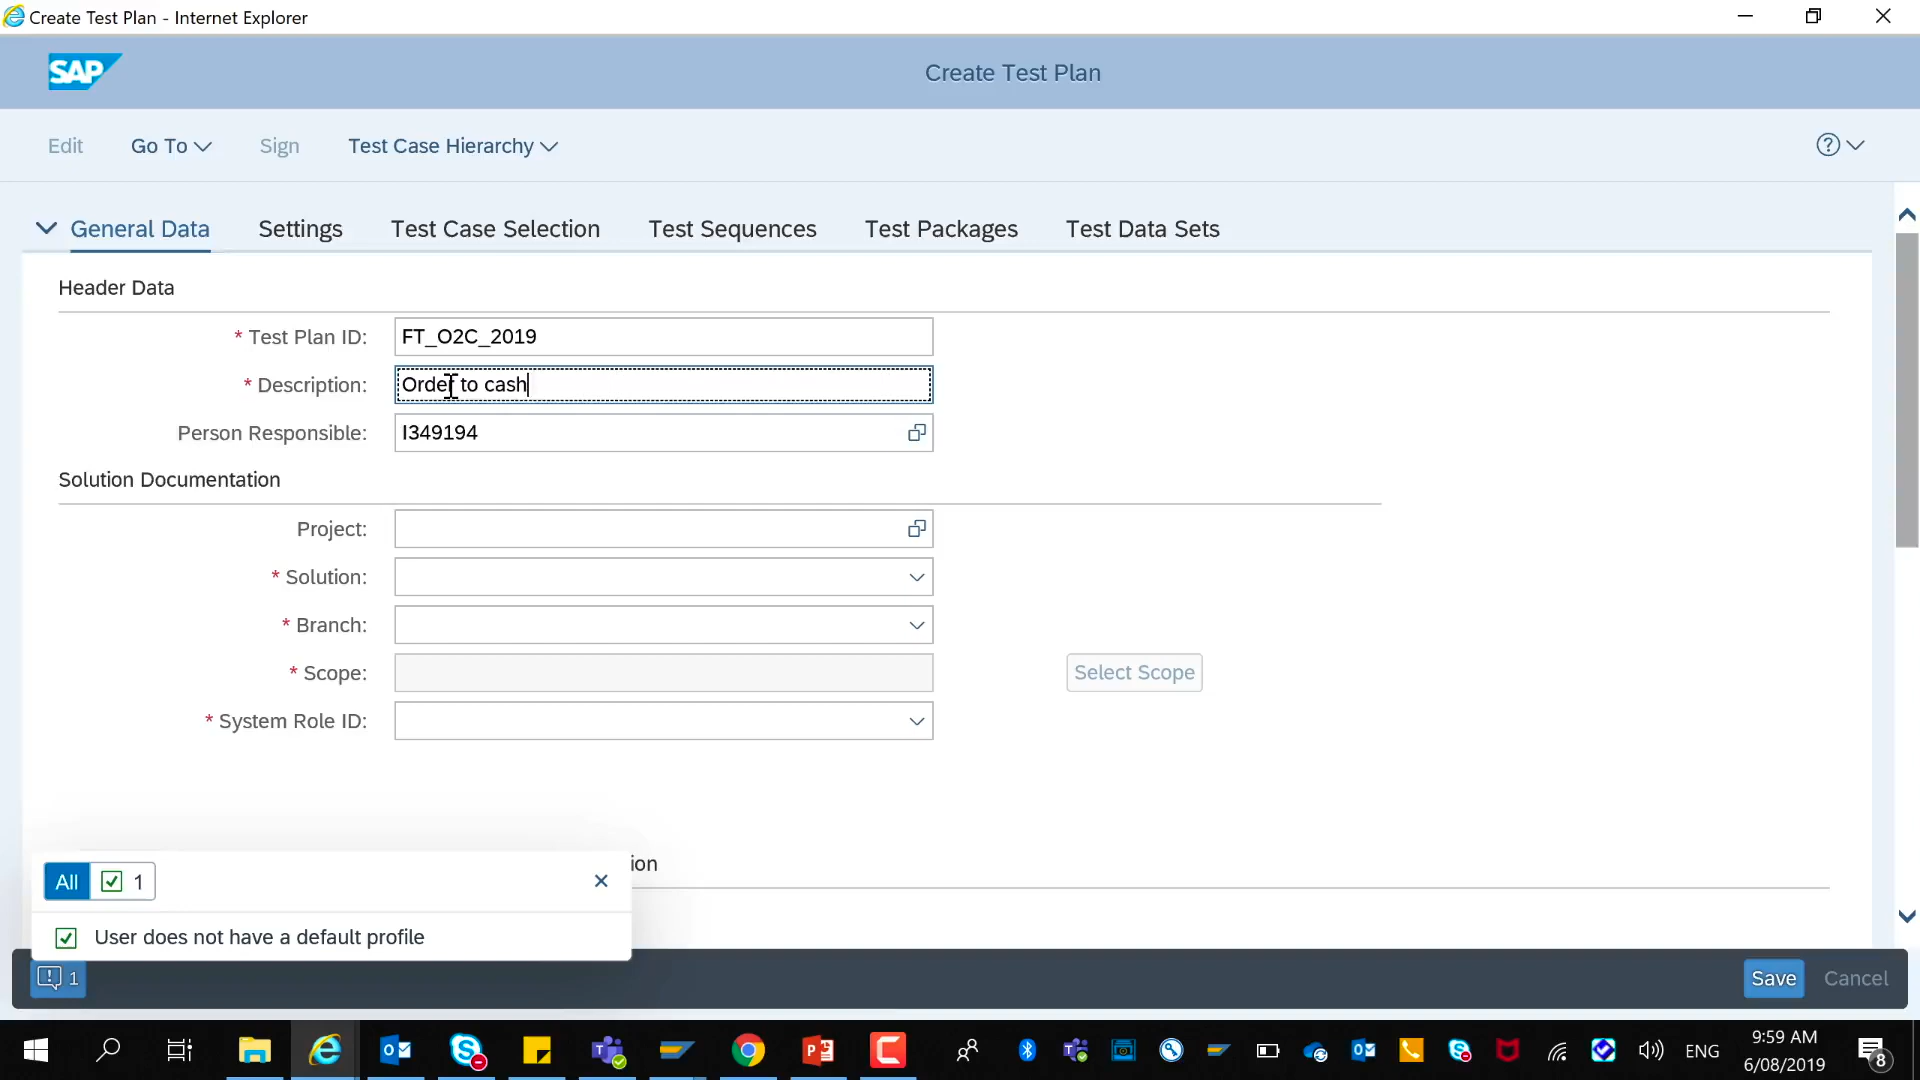 Create Test Plan - Internet Explorer
SAP
Create Test Plan
Edit Go To Sign Test Case Hierarchy
General Data Settings Test Case Selection Test Sequences Test Packages Test Data Sets
Header Data
* Test Plan ID: FT_O2C_2019
* Description: Order to cash
Person Responsible: I349194
Solution Documentation
Project:
* Solution:
* Branch:
* Scope: Select Scope
* System Role ID:
ion
All 1
User does not have a default profile
1 Save Cancel
9:59 AM
ENG
6/08/2019
8